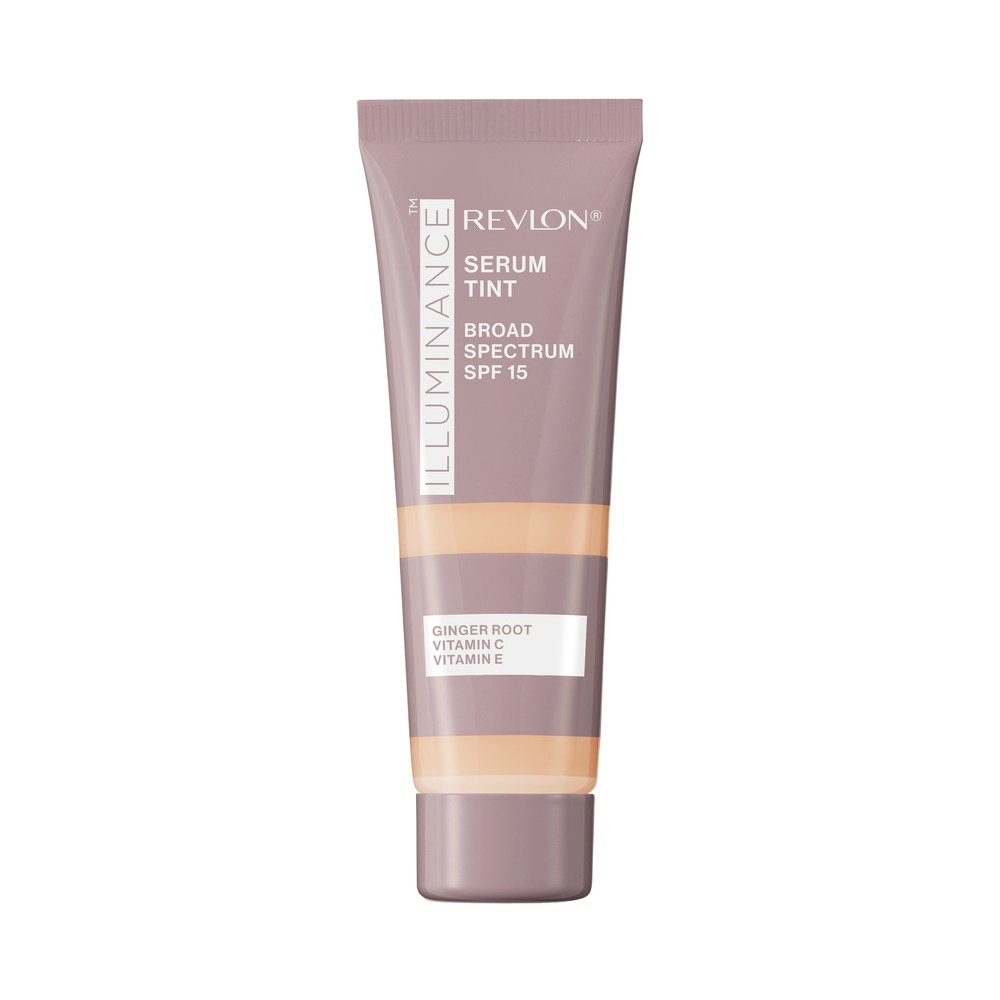 ILLUMINANCE™
REVLON®
SERUM
TINT
BROAD
SPECTRUM
SPF 15
GINGER ROOT
VITAMIN C
VITAMIN E